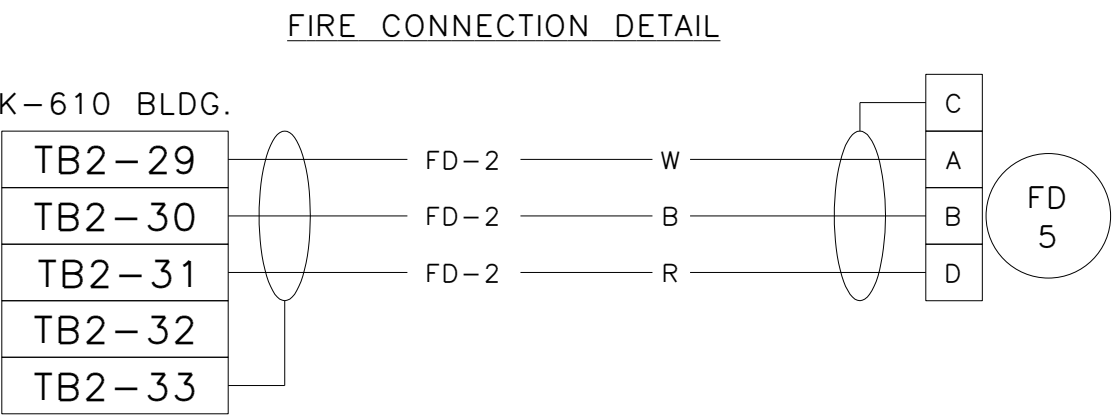 FIRE CONNECTION DETAIL
K-610 BLDG.
C
TB2-29 FD-2 W A
TB2-30 FD-2 B B
TB2-31 FD-2 R D
TB2-32
TB2-33
FD
5